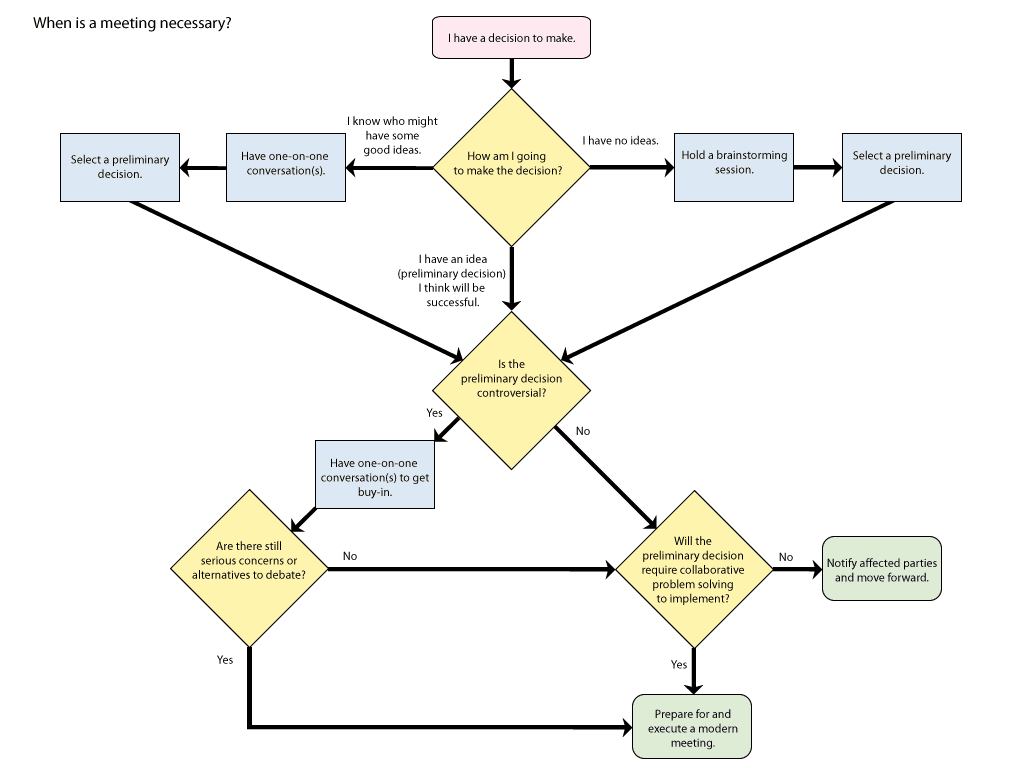 When is a meeting necessary?
I have a decision to make.
I know who might
have some
good ideas.
I have no ideas.
Select a preliminary
decision.
Have one-on-one
conversation(s).
How am I going
to make the decision?
Hold a brainstorming
session.
Select a preliminary
decision.
I have an idea
(preliminary decision)
I think will be
successful.
Is the
preliminary decision
controversial?
Yes
No
Have one-on-one
conversation(s) to get
buy-in.
Are there still
serious concerns or
alternatives to debate?
No
Will the
preliminary decision
require collaborative
problem solving
to implement?
No
Notify affected parties
and move forward.
Yes
Yes
Prepare for and
execute a modern
meeting.